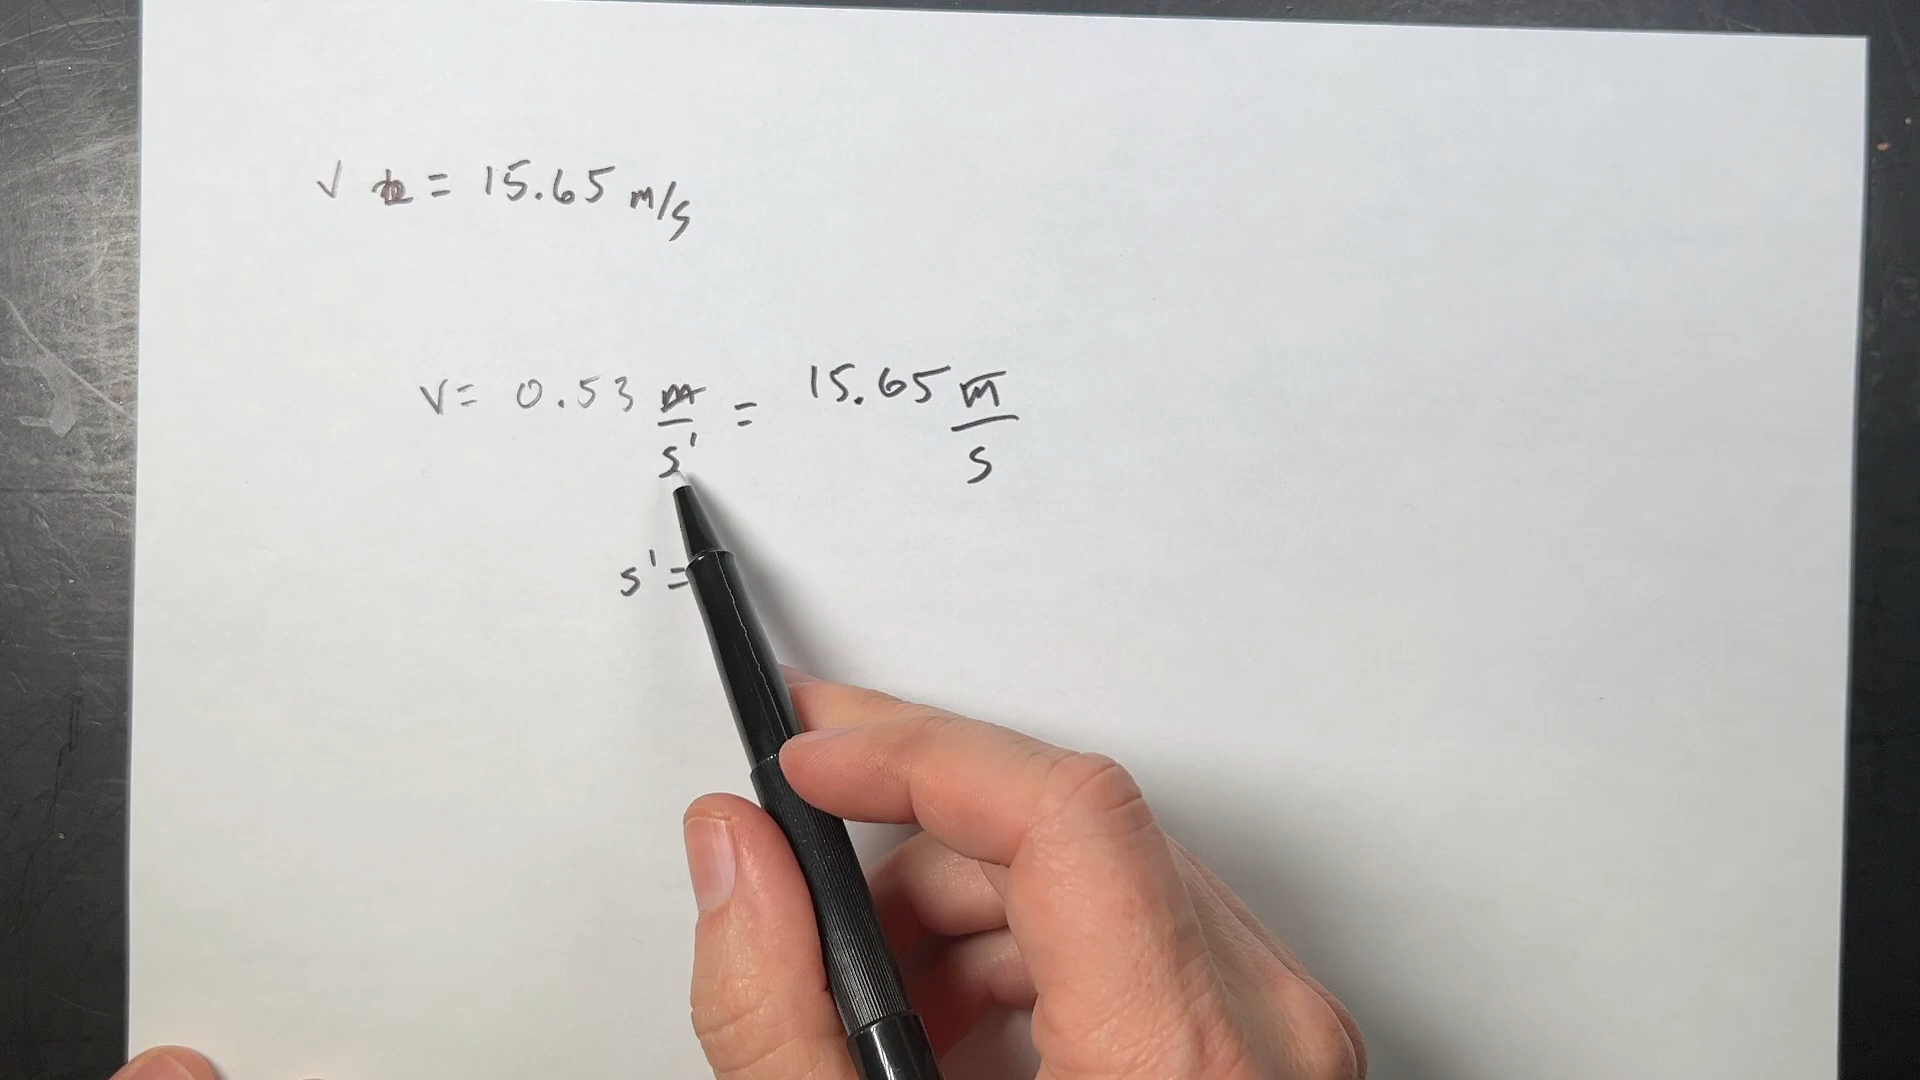 v = 15.65 m/s
v = 0.53 m/s' = 15.65 m/s
s' =